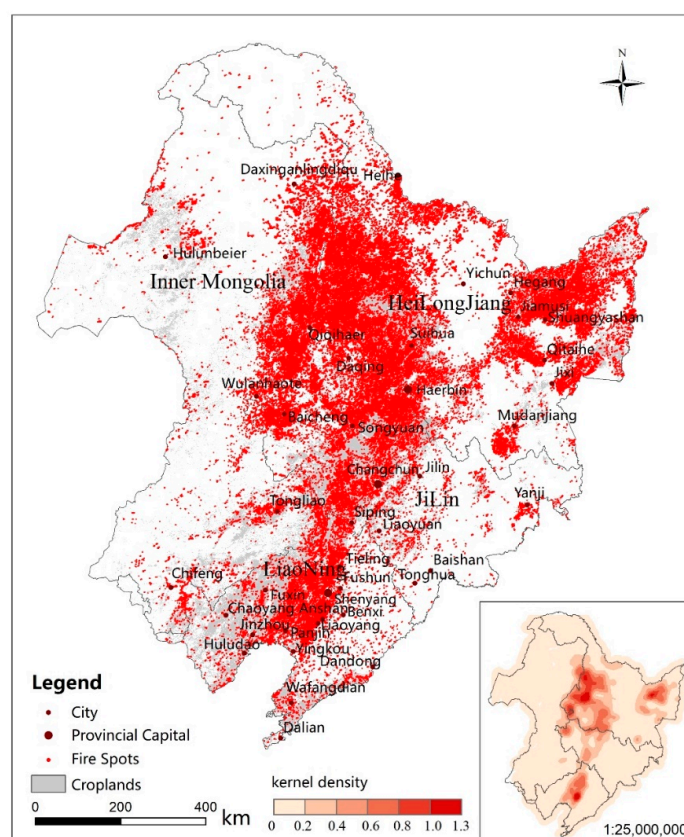 N
Daxinganlingdiqu
Heihe
Hulunbeier
Inner Mongolia
Yichun
HeiLongJiang
Hegang
Jiamusi
Shuangyashan
Qiqihaer
Suihua
Daqing
Qitaihe
Jixi
Wulanhaote
Haerbin
Baicheng
Songyuan
Mudanjiang
Changchun
Jilin
Tongliao
JiLin
Yanji
Siping
Liaoyuan
Tieling
LiaoNing
Baishan
Chifeng
Fushun
Tonghua
Fuxin
Shenyang
Chaoyang
Anshan
Benxi
Jinzhou
Liaoyang
Panjin
Huludao
Yingkou
Dandong
Wafangdian
Dalian
Legend
City
Provincial Capital
Fire Spots
Croplands
0 200 400 km
kernel density
0 0.2 0.4 0.6 0.8 1.0 1.3
1:25,000,000